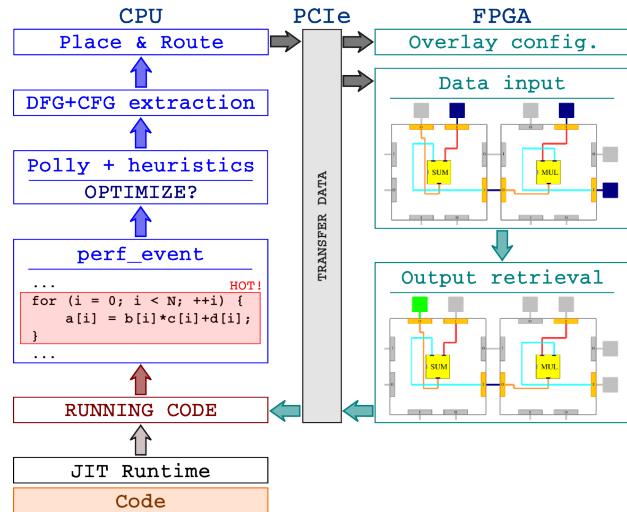 CPU
PCIe
FPGA
Place & Route
Overlay config.
DFG+CFG extraction
Data input
SUM
MUL
Polly + heuristics
OPTIMIZE?
TRANSFER DATA
perf_event
...
HOT!
for (i = 0; i < N; ++i) {
a[i] = b[i]*c[i]+d[i];
}
...
Output retrieval
SUM
MUL
RUNNING CODE
JIT Runtime
Code